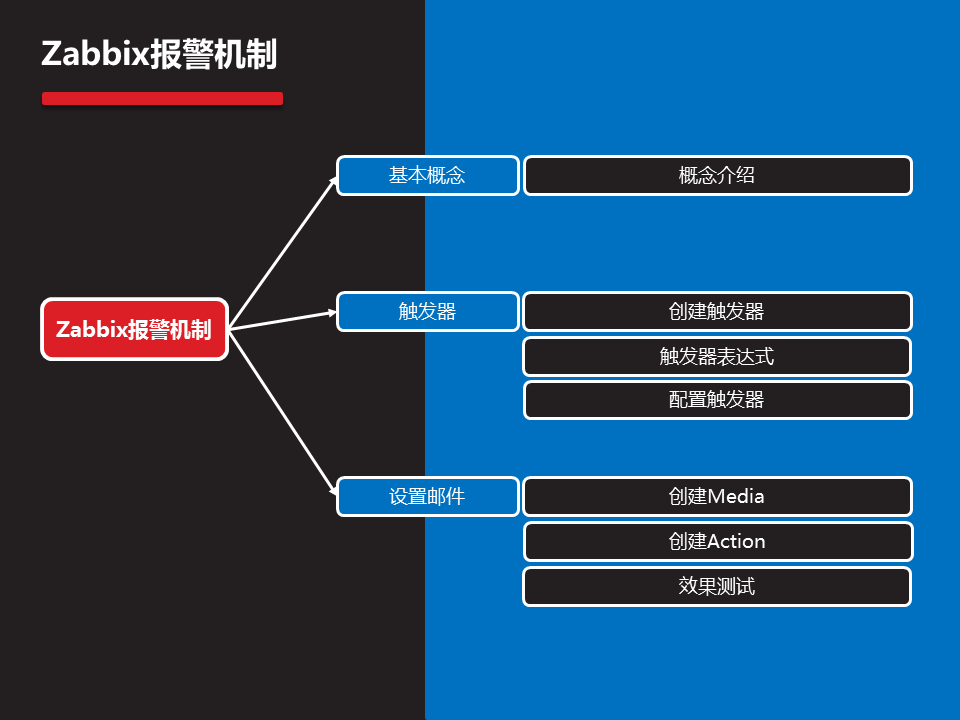 Zabbix报警机制
基本概念
概念介绍
Zabbix报警机制
触发器
创建触发器
触发器表达式
配置触发器
设置邮件
创建Media
创建Action
效果测试